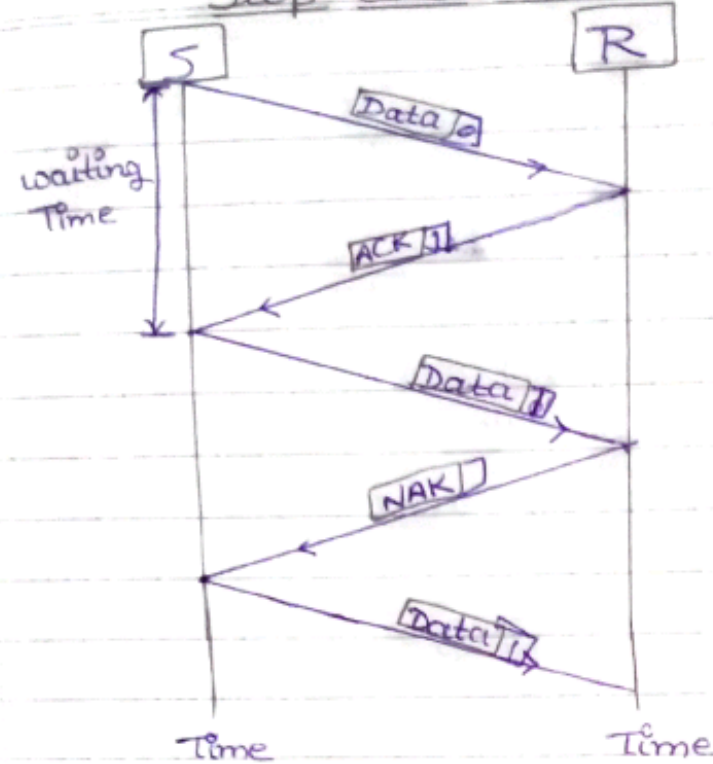 S
R
Data 0
waiting
Time
ACK 1
Data 1
NAK
Data 1
Time
Time